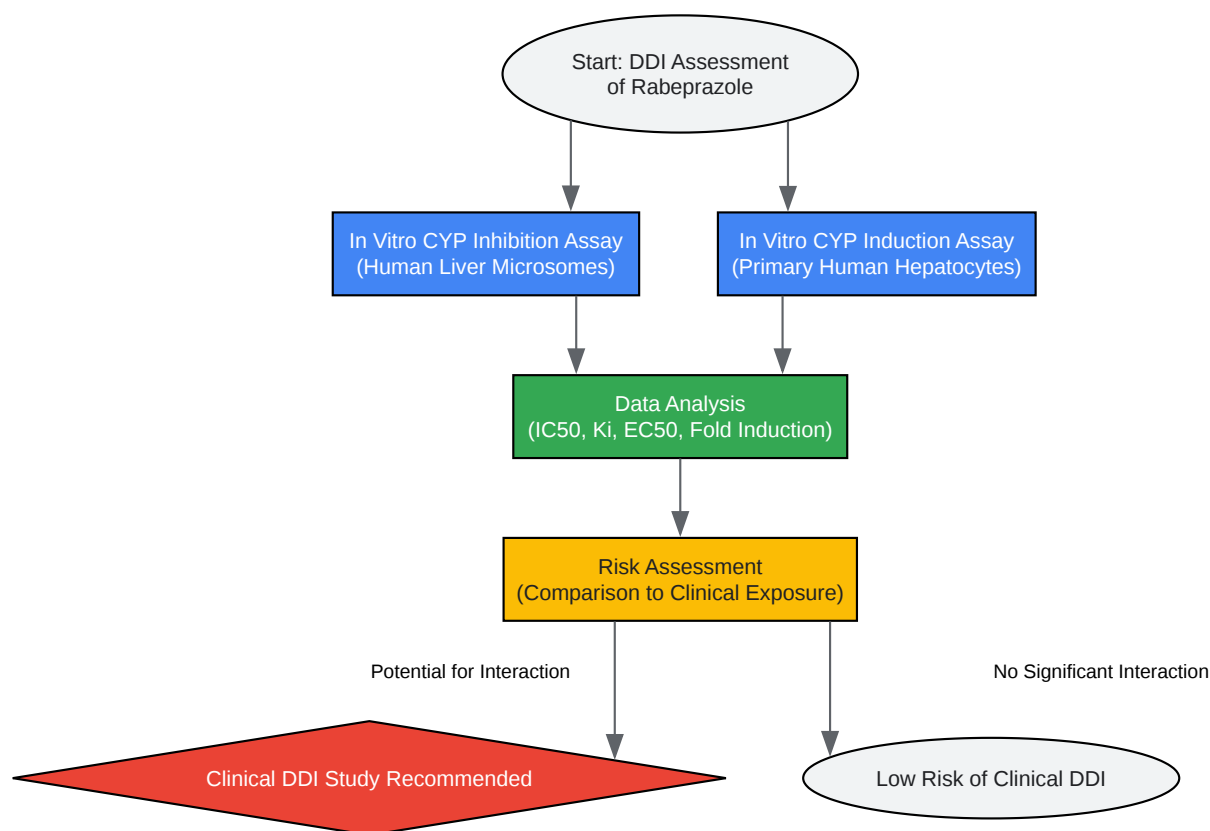 Start: DDI Assessment
of Rabeprazole
In Vitro CYP Inhibition Assay
(Human Liver Microsomes)
In Vitro CYP Induction Assay
(Primary Human Hepatocytes)
Data Analysis
(IC50, Ki, EC50, Fold Induction)
Risk Assessment
(Comparison to Clinical Exposure)
Potential for Interaction
No Significant Interaction
Clinical DDI Study Recommended
Low Risk of Clinical DDI